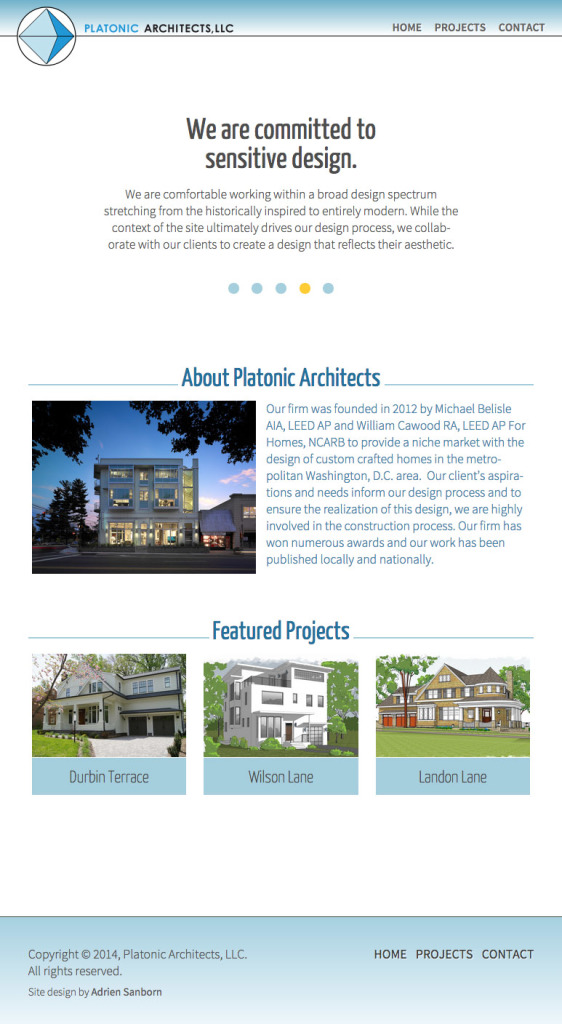 PLATONIC ARCHITECTS,LLC
HOME PROJECTS CONTACT
We are committed to
sensitive design.
We are comfortable working within a broad design spectrum
stretching from the historically inspired to entirely modern. While the
context of the site ultimately drives our design process, we collab-
orate with our clients to create a design that reflects their aesthetic.
About Platonic Architects
Our firm was founded in 2012 by Michael Belisle
AIA, LEED AP and William Cawood RA, LEED AP For
Homes, NCARB to provide a niche market with the
design of custom crafted homes in the metro-
politan Washington, D.C. area. Our client's aspira-
tions and needs inform our design process and to
ensure the realization of this design, we are highly
involved in the construction process. Our firm has
won numerous awards and our work has been
published locally and nationally.
Featured Projects
Durbin Terrace
Wilson Lane
Landon Lane
Copyright © 2014, Platonic Architects, LLC.
All rights reserved.
Site design by Adrien Sanborn
HOME PROJECTS CONTACT